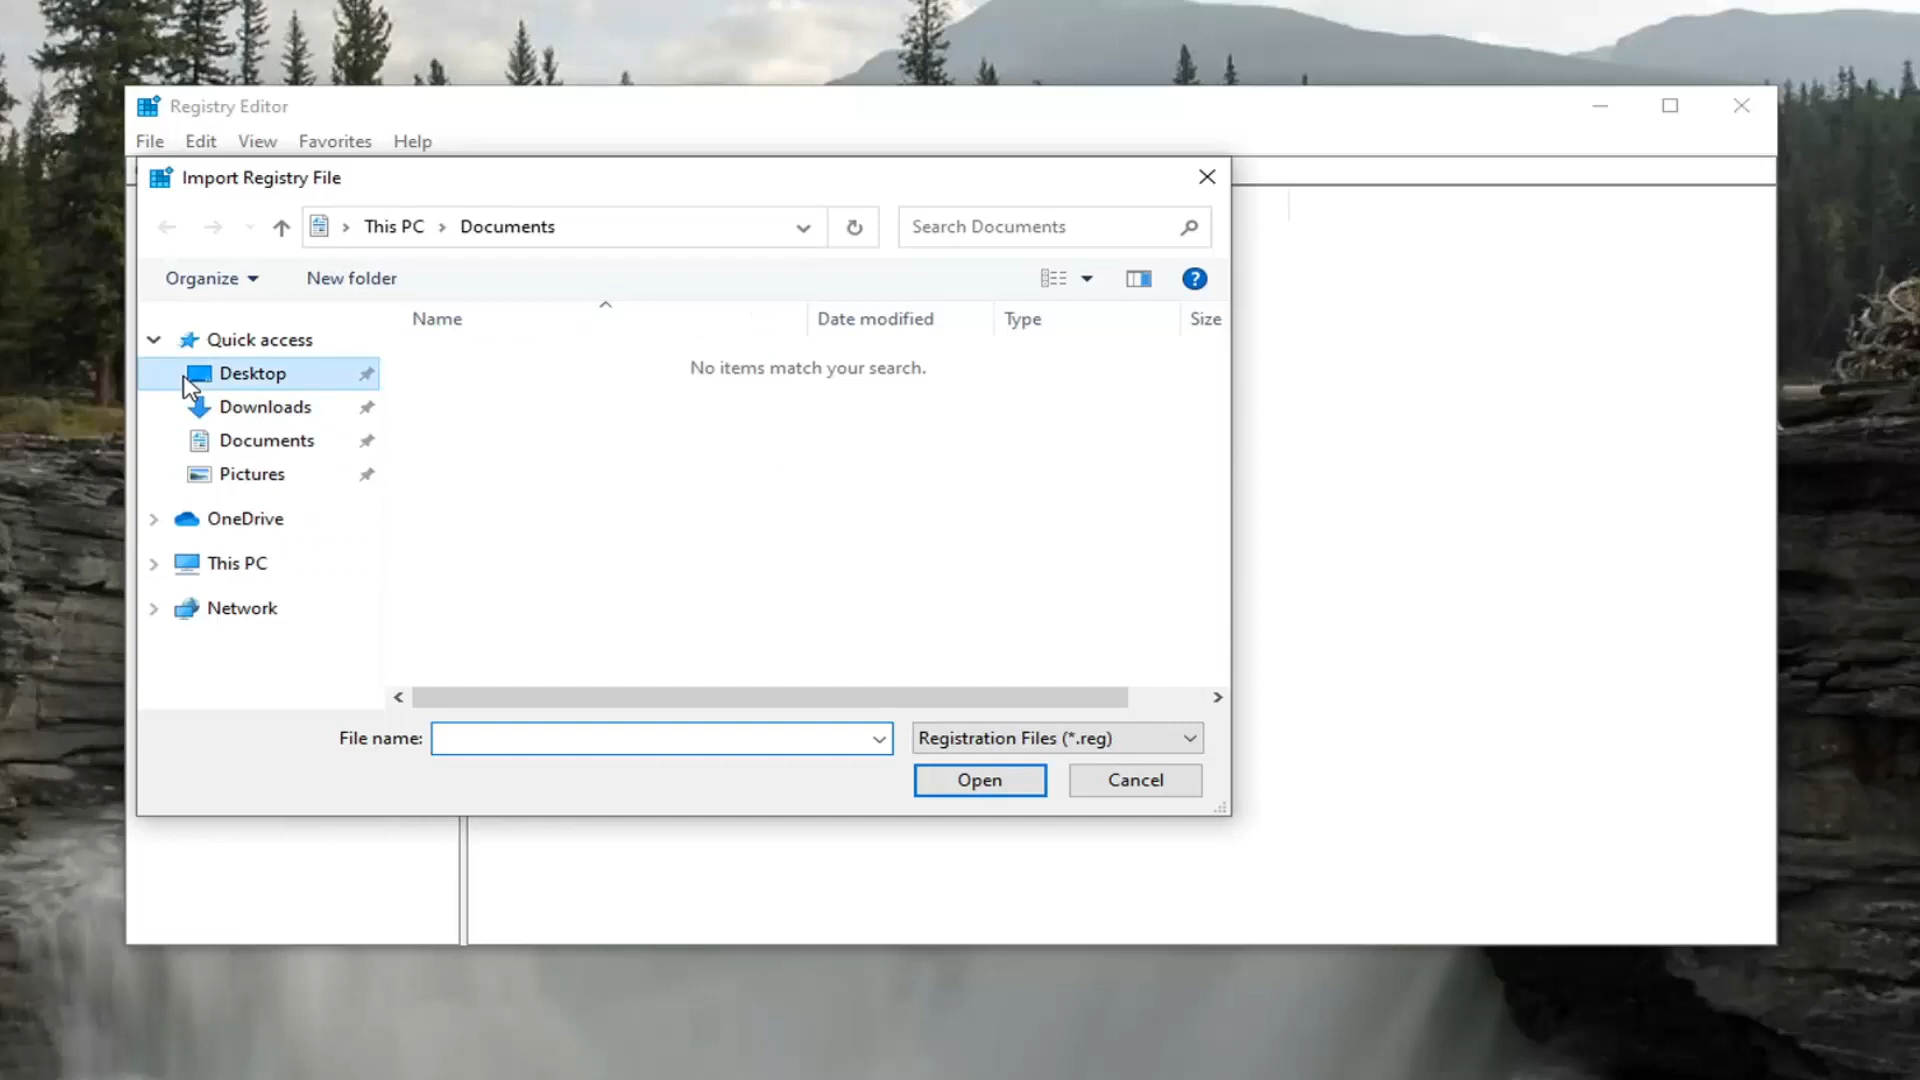 Registry Editor
File Edit View Favorites Help
Import Registry File
This PC Documents
Search Documents
Organize New folder
?
Name Date modified Type Size
Quick access
No items match your search.
Desktop
Downloads
Documents
Pictures
OneDrive
This PC
Network
File name:
Registration Files (*.reg)
Open Cancel